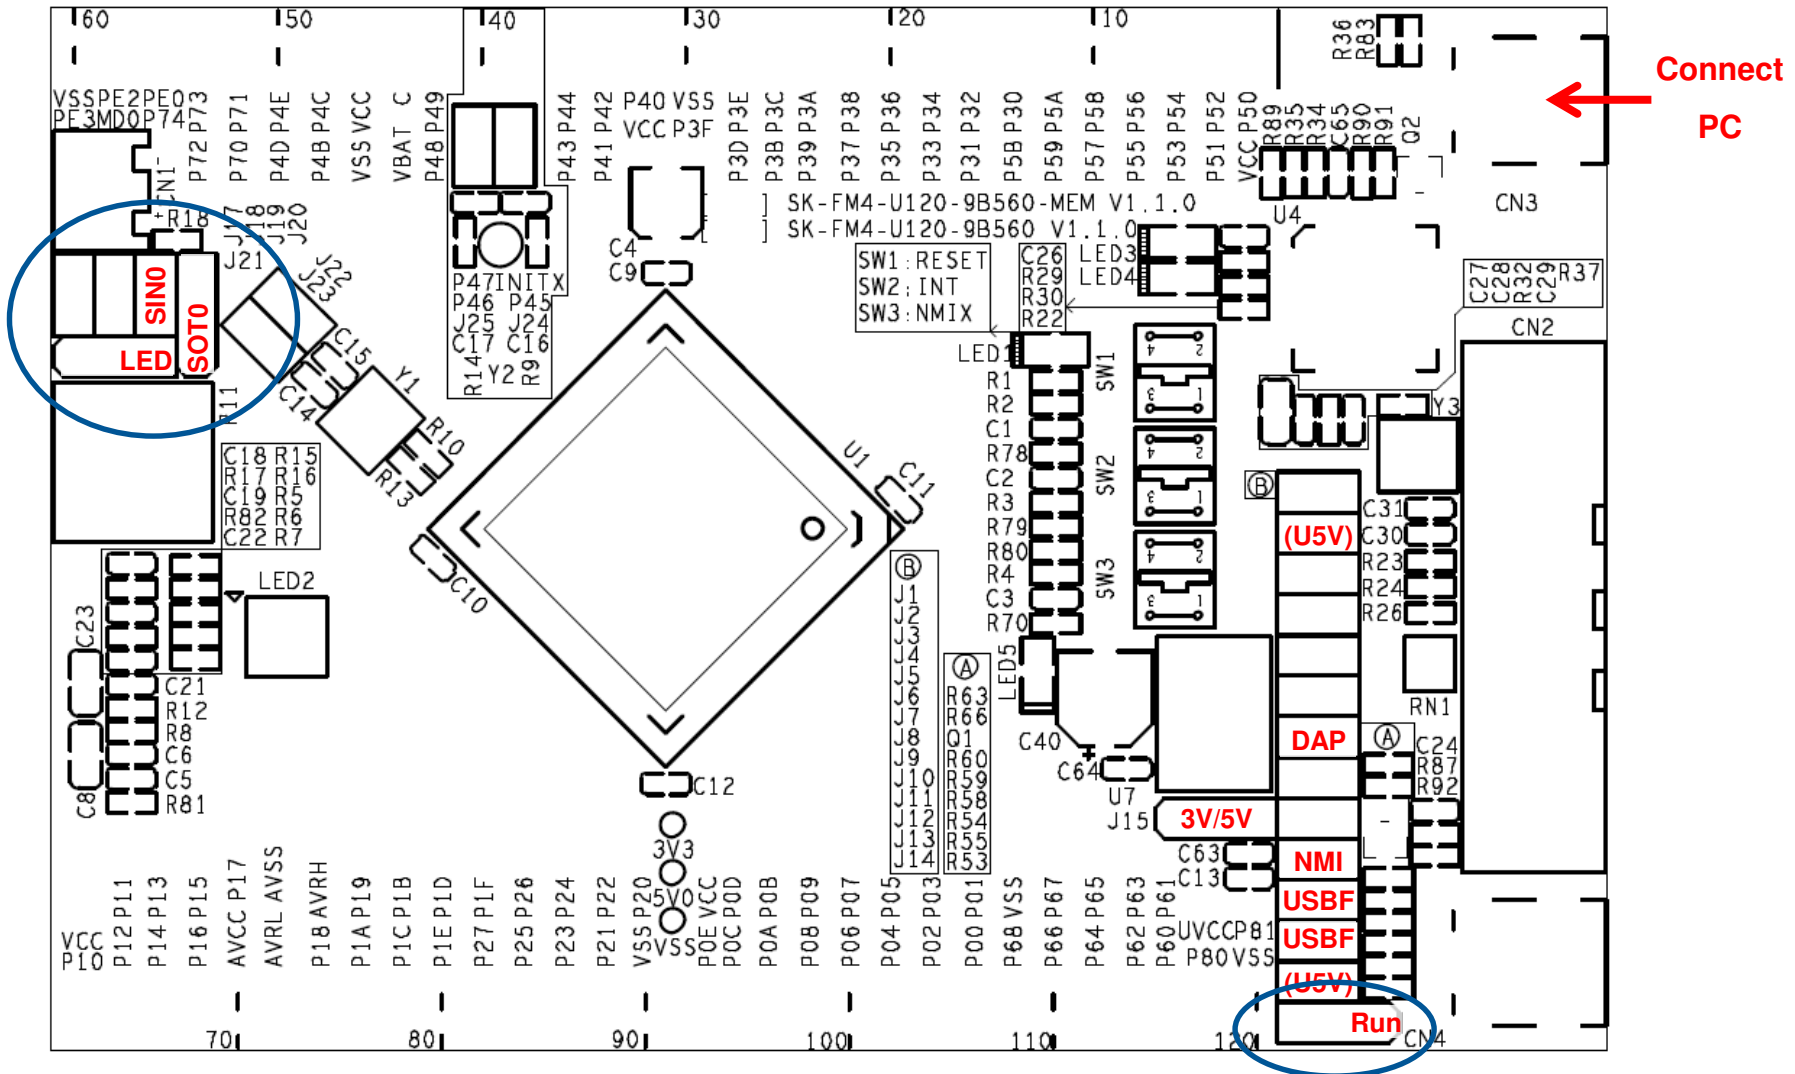 60 50 40 30 20 10
R36
R83
Connect
PC
VSSPE2PE0
PE3MD0P74
P72 P73
P70 P71
P4D P4E
P4B P4C
VSS VCC
VBAT C
P48 P49
P43 P44
P41 P42
P40 VSS
VCC P3F
P3D P3E
P3B P3C
P39 P3A
P37 P38
P35 P36
P33 P34
P31 P32
P5B P30
P59 P5A
P57 P58
P55 P56
P53 P54
P51 P52
VCC P50
R89
R35
R34
C65
R90
R91
Q2
CN3
CN1
R18
J17
J18
J19
J20
J21
J22
J23
SIN0
SOT0
LED
[ ] SK-FM4-U120-9B560-MEM V1.1.0
[ ] SK-FM4-U120-9B560 V1.1.0
U4
C4
C9
P47INITX
P46 P45
J25 J24
C17 C16
R14 Y2 R9
SW1:RESET
SW2:INT
SW3:NMIX
C26
R29
R30
R22
LED3
LED4
C27
C28
R32
C29
R37
CN2
C15
C14
Y1
R10
R13
R11
U1
C11
C10
LED1
R1
R2
C1
R78
C2
R3
R79
R80
R4
C3
R70
SW1
SW2
SW3
4 2
3 1
4 2
3 1
4 2
3 1
Y3
B
(U5V)
C31
C30
R23
R24
R26
RN1
C18 R15
R17 R16
C19 R5
R82 R6
C22 R7
LED2
C23
C21
R12
R8
C6
C5
R81
C8
B
J1
J2
J3
J4
J5
J6
J7
J8
J9
J10
J11
J12
J13
J14
A
R63
R66
Q1
R60
R59
R58
R54
R55
R53
LED5
C40
C64
U7
J15
3V/5V
DAP
A
C24
R87
R92
C12
3V3
5V0
VSS
C63
C13
NMI
USBF
USBF
(U5V)
Run
CN4
VCC
P10
P12 P11
P14 P13
P16 P15
AVCC P17
AVRL AVSS
P18 AVRH
P1A P19
P1C P1B
P1E P1D
P27 P1F
P25 P26
P23 P24
P21 P22
VSS P20
P0E VCC
P0C P0D
P0A P0B
P08 P09
P06 P07
P04 P05
P02 P03
P00 P01
P68 VSS
P66 P67
P64 P65
P62 P63
P60 P61
UVCCP81
P80VSS
70 80 90 100 110 120